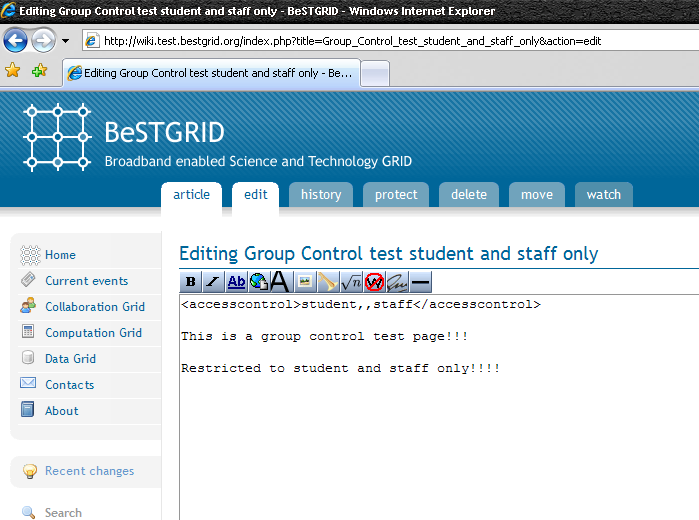 Editing Group Control test student and staff only - BeSTGRID - Windows Internet Explorer
http://wiki.test.bestgrid.org/index.php?title=Group_Control_test_student_and_staff_only&action=edit
Editing Group Control test student and staff only - Be...
BeSTGRID
Broadband enabled Science and Technology GRID
article edit history protect delete move watch
Home
Current events
Collaboration Grid
Computation Grid
Data Grid
Contacts
About
Recent changes
Search
Editing Group Control test student and staff only
B I Ab A √n W
<accesscontrol>student,,staff</accesscontrol>
This is a group control test page!!!
Restricted to student and staff only!!!!